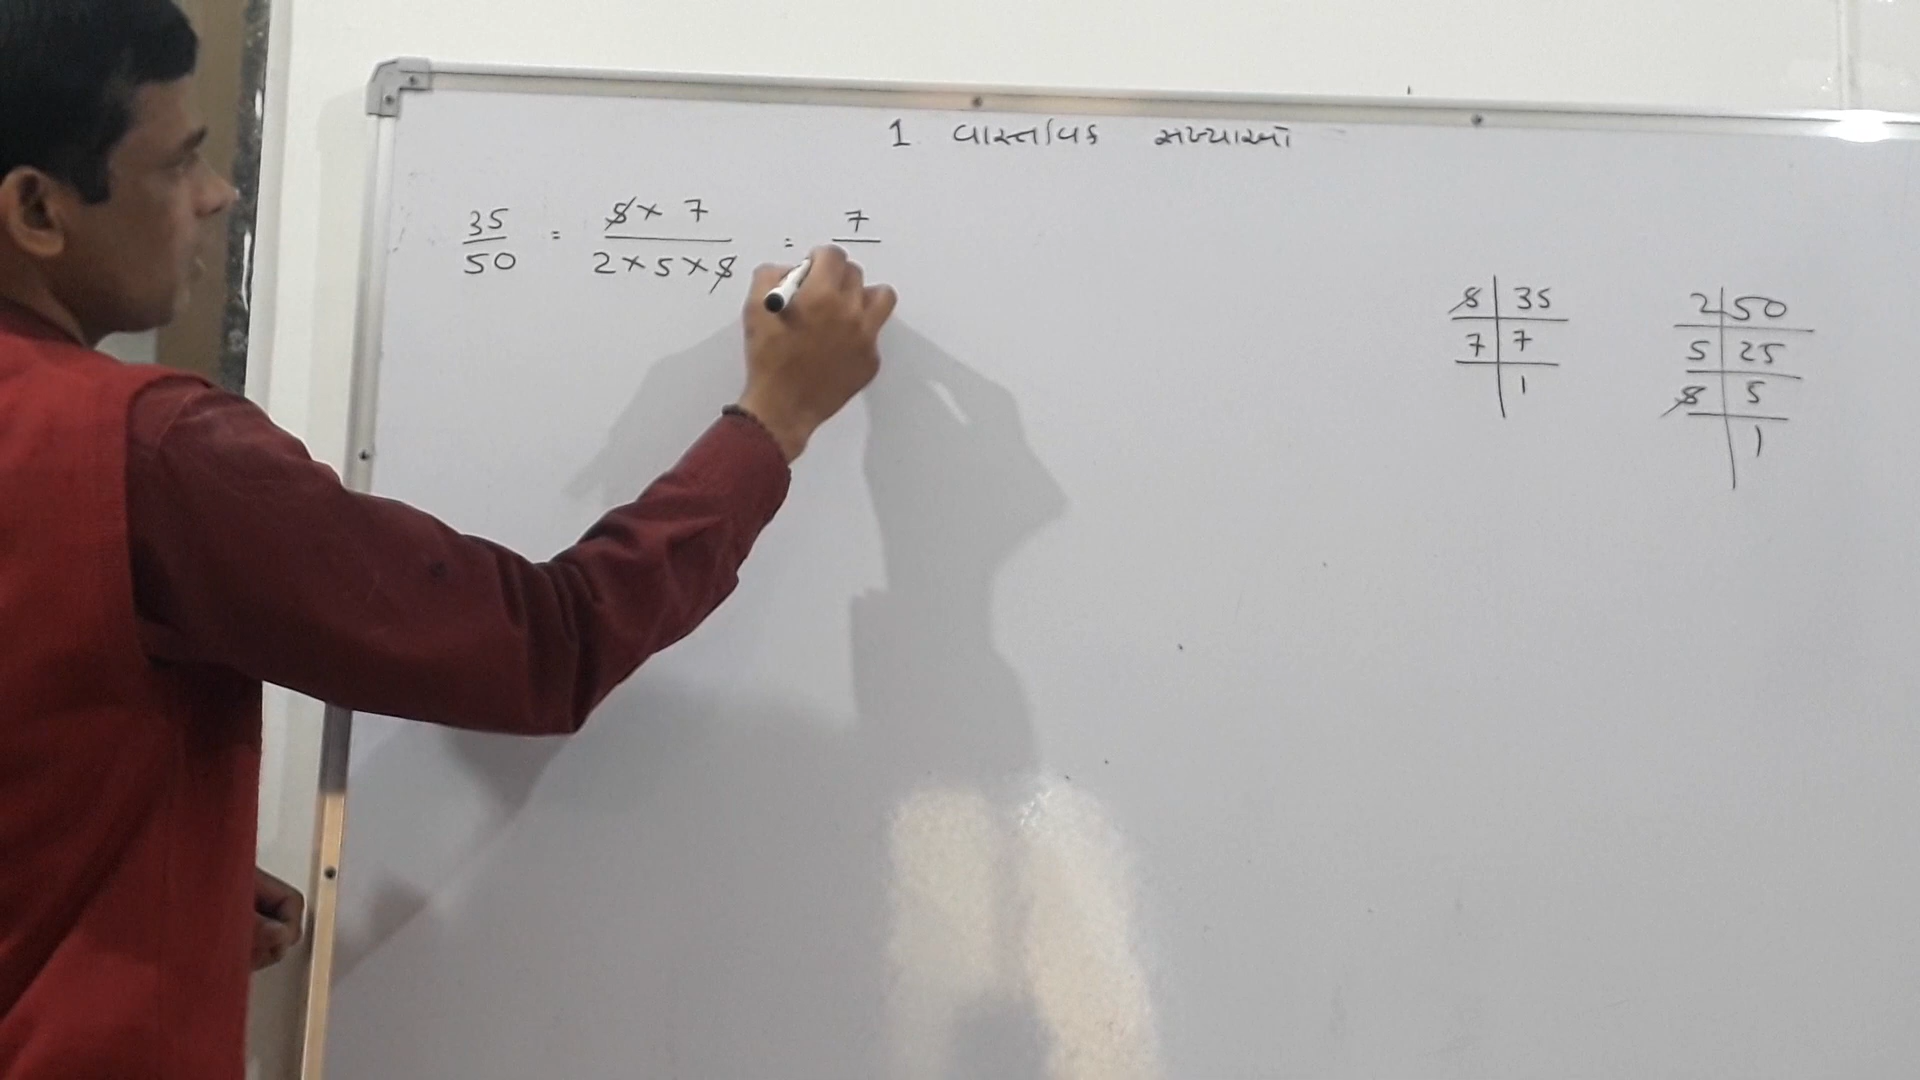 1 વાસ્તવિક સંખ્યાઓ
35/50 = 5 × 7 / 2 × 5 × 5 = 7/
5 | 35
7 | 7
1
2 | 50
5 | 25
5 | 5
1